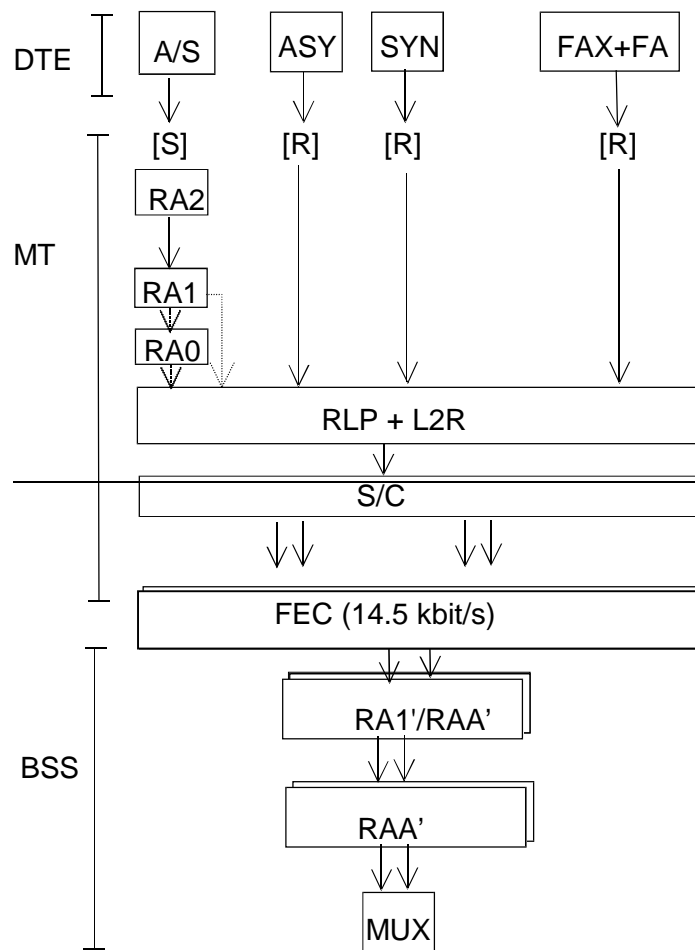 DTE A/S ASY SYN FAX+FA
[S] [R] [R] [R]
RA2
MT
RA1
RA0
RLP + L2R
S/C
FEC (14.5 kbit/s)
RA1'/RAA’
BSS
RAA’
MUX